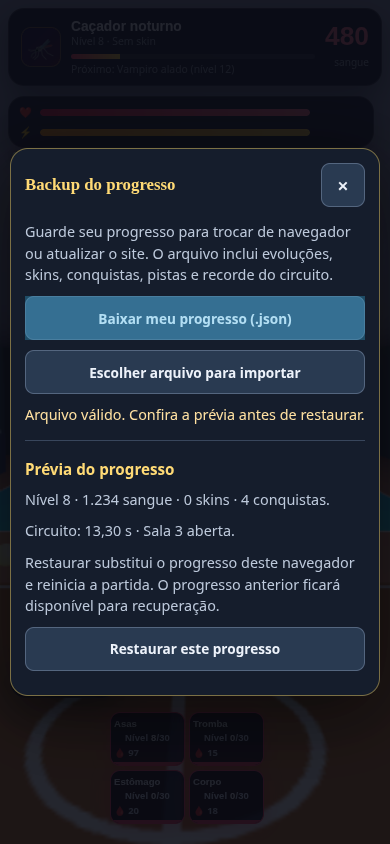 Caçador noturno
Nível 8 · Sem skin
Próximo: Vampiro alado (nível 12)
480
sangue
Backup do progresso
×
Guarde seu progresso para trocar de navegador
ou atualizar o site. O arquivo inclui evoluções,
skins, conquistas, pistas e recorde do circuito.
Baixar meu progresso (.json)
Escolher arquivo para importar
Arquivo válido. Confira a prévia antes de restaurar.
Prévia do progresso
Nível 8 · 1.234 sangue · 0 skins · 4 conquistas.
Circuito: 13,30 s · Sala 3 aberta.
Restaurar substitui o progresso deste navegador
e reinicia a partida. O progresso anterior ficará
disponível para recuperação.
Restaurar este progresso
Asas
Nível 8/30
97
Tromba
Nível 0/30
15
Estômago
Nível 0/30
20
Corpo
Nível 0/30
18